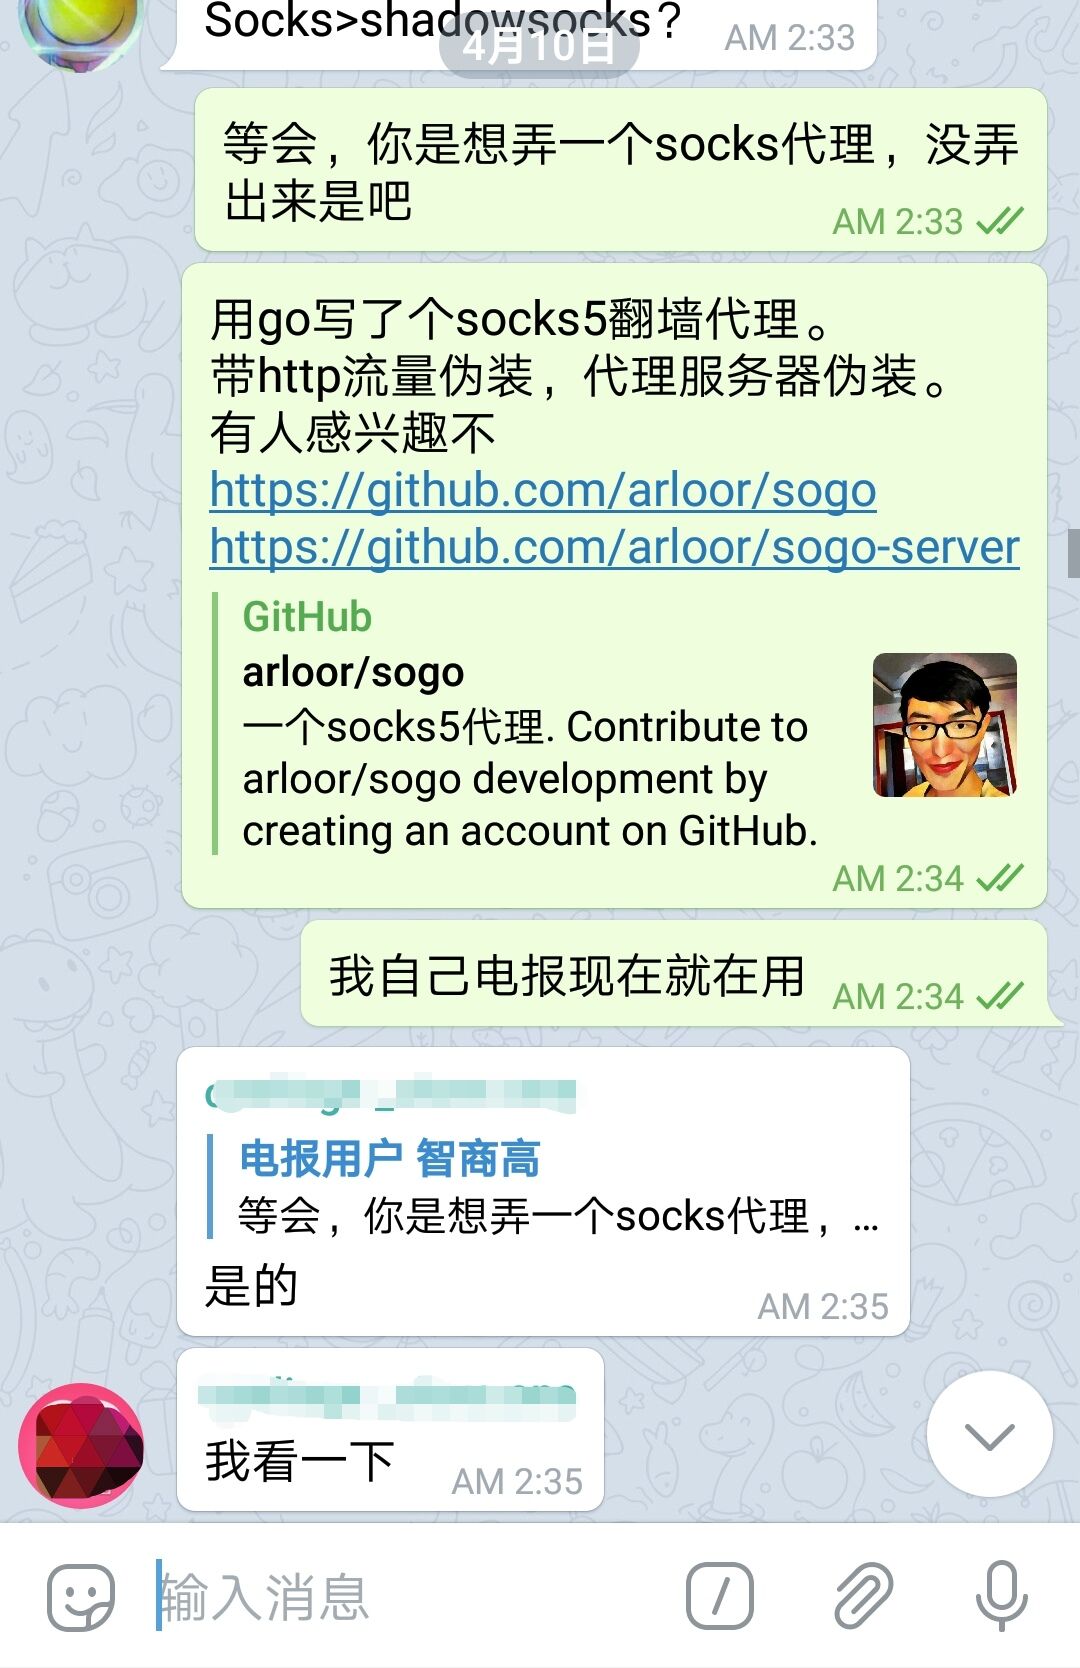 Socks>shadowsocks？
AM 2:33
4月10日
等会，你是想弄一个socks代理，没弄
出来是吧
AM 2:33
用go写了个socks5翻墙代理。
带http流量伪装，代理服务器伪装。
有人感兴趣不
https://github.com/arloor/sogo
https://github.com/arloor/sogo-server
GitHub
arloor/sogo
一个socks5代理. Contribute to
arloor/sogo development by
creating an account on GitHub.
AM 2:34
我自己电报现在就在用
AM 2:34
电报用户 智商高
等会，你是想弄一个socks代理，...
是的
AM 2:35
我看一下
AM 2:35
输入消息